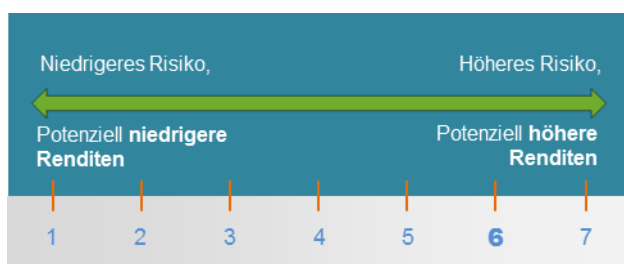 Niedrigeres Risiko,
Höheres Risiko,
Potenziell niedrigere
Renditen
Potenziell höhere
Renditen
1 2 3 4 5 6 7